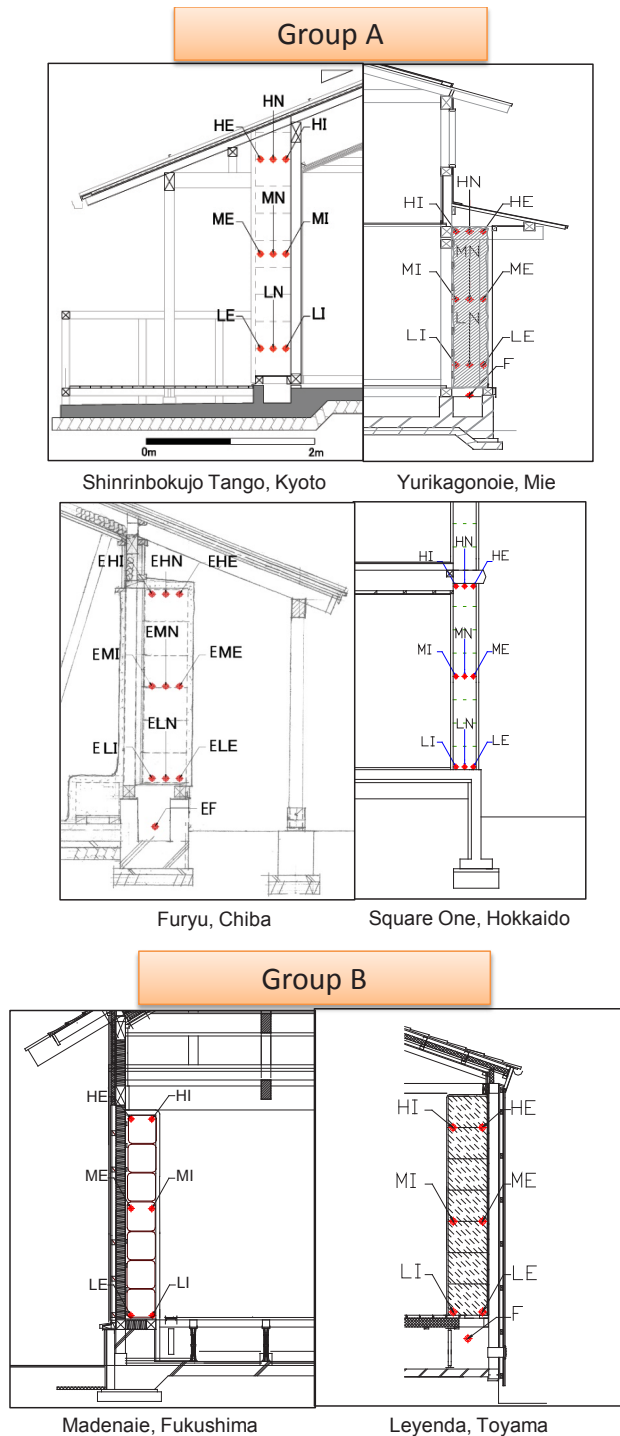 Group A
HN
HE HI
MN
ME MI
LN
LE LI
0m 2m
HN
HI HE
MN
MI ME
LN
LI LE
F
Shinrinbokujo Tango, Kyoto
Yurikagonoie, Mie
EHI EHN EHE
EMN
EMI EME
ELN
ELI ELE
EF
HN
HI HE
MN
MI ME
LN
LI LE
Furyu, Chiba
Square One, Hokkaido
Group B
HE HI
ME MI
LE LI
HI HE
MI ME
LI LE
F
Madenaie, Fukushima
Leyenda, Toyama